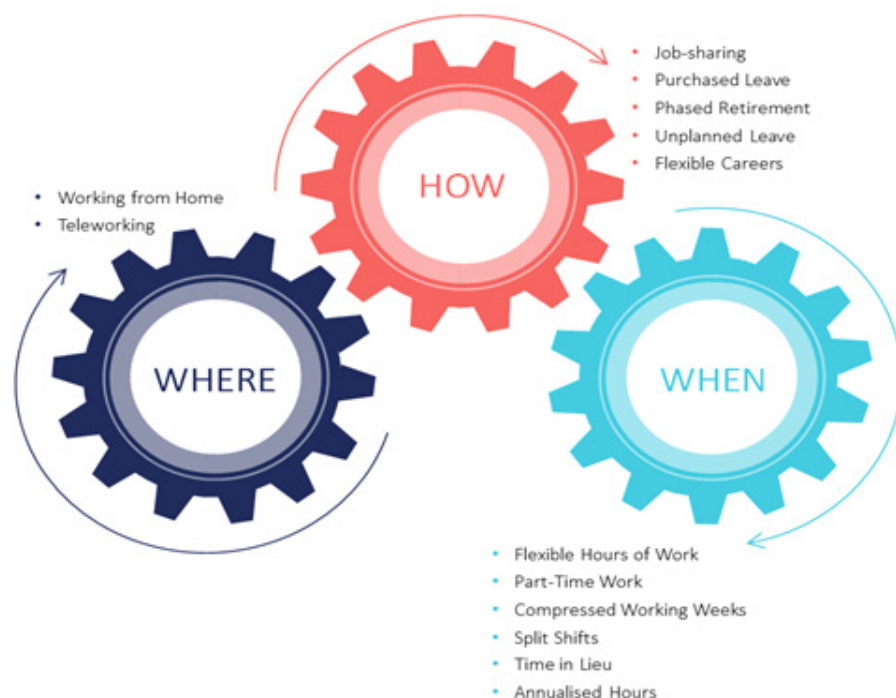 HOW
• Job-sharing
• Purchased Leave
• Phased Retirement
• Unplanned Leave
• Flexible Careers
• Working from Home
• Teleworking
WHERE
WHEN
• Flexible Hours of Work
• Part-Time Work
• Compressed Working Weeks
• Split Shifts
• Time in Lieu
• Annualised Hours